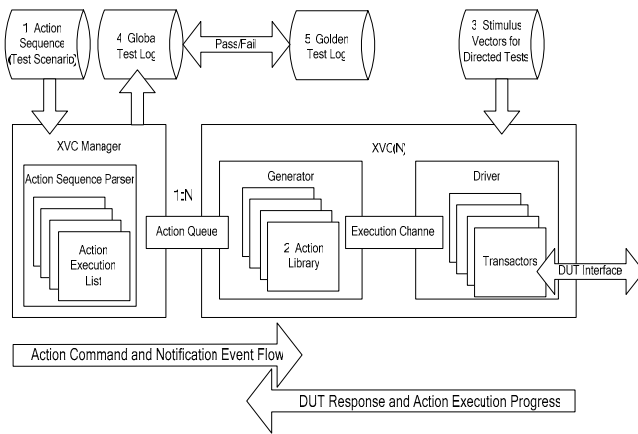 1 Action
Sequence
(Test Scenario)
4 Global
Test Log
Pass/Fail
5 Golden
Test Log
3 Stimulus
Vectors for
Directed Tests
XVC Manager
XVC(N)
Action Sequence Parser
Action
Execution
List
1:N
Action Queue
Generator
2 Action
Library
Execution Channe
Driver
Transactors
DUT Interface
Action Command and Notification Event Flow
DUT Response and Action Execution Progress